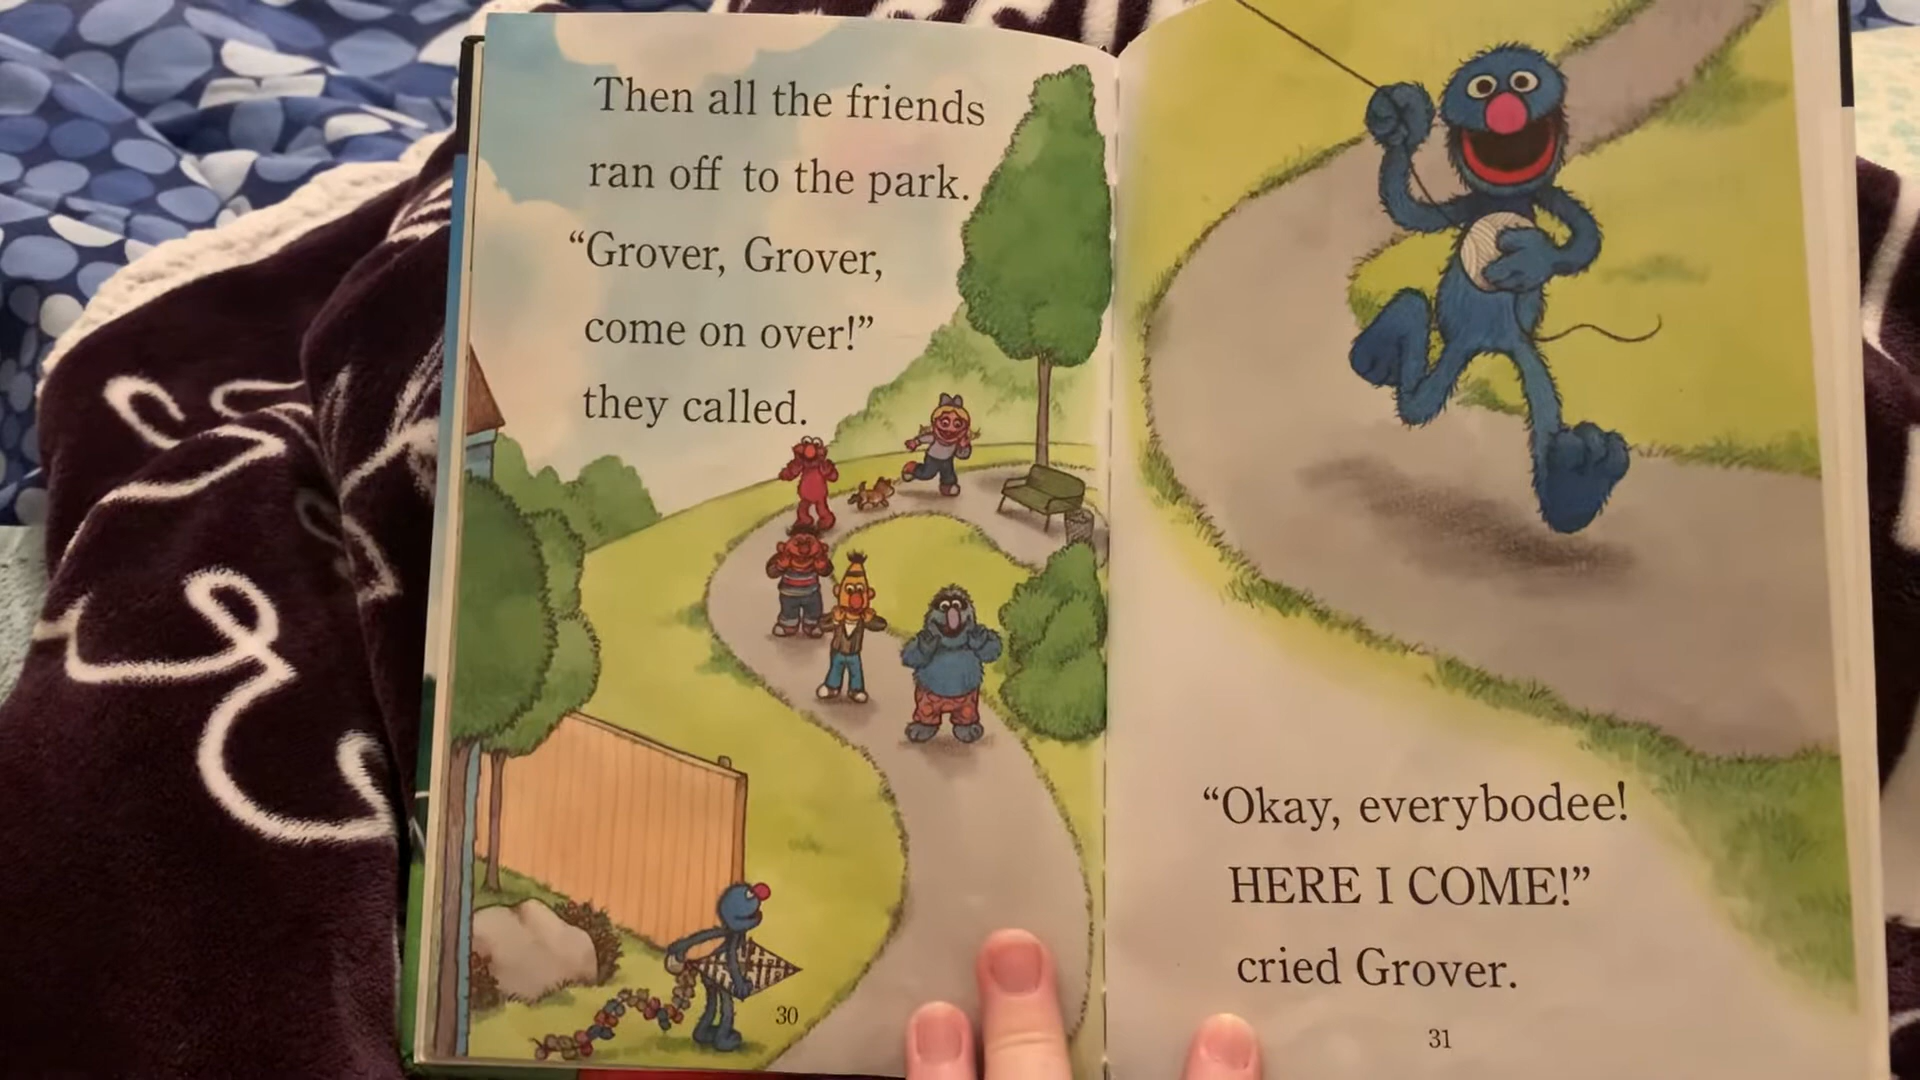 Then all the friends
ran off to the park.
“Grover, Grover,
come on over!”
they called.
30
“Okay, everybodee!
HERE I COME!”
cried Grover.
31